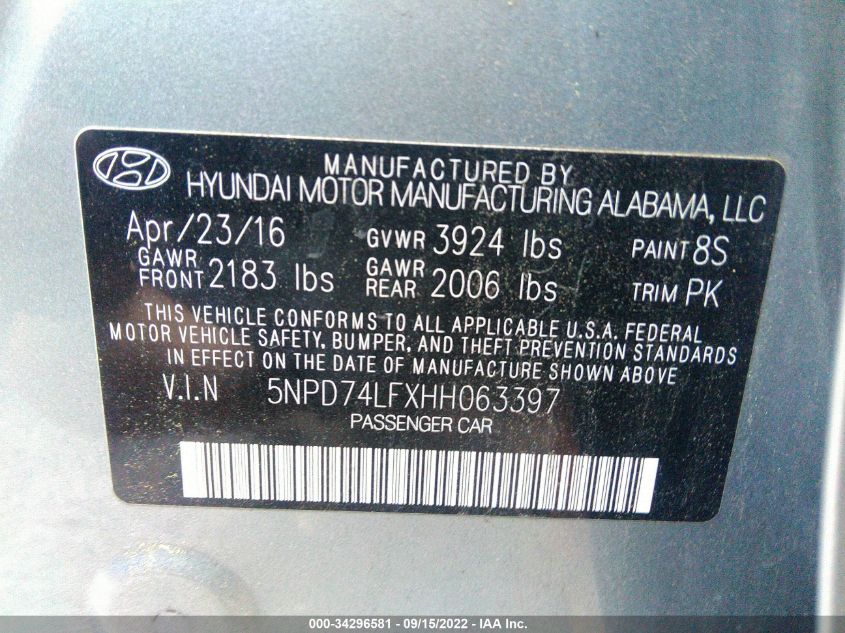 MANUFACTURED BY
HYUNDAI MOTOR MANUFACTURING ALABAMA, LLC
Apr/23/16 GVWR 3924 lbs PAINT 8S
GAWR FRONT 2183 lbs GAWR REAR 2006 lbs TRIM PK
THIS VEHICLE CONFORMS TO ALL APPLICABLE U.S.A. FEDERAL
MOTOR VEHICLE SAFETY, BUMPER, AND THEFT PREVENTION STANDARDS
IN EFFECT ON THE DATE OF MANUFACTURE SHOWN ABOVE.
V.I.N 5NPD74LFXHH063397
PASSENGER CAR
000-34296581 - 09/15/2022 - IAA Inc.